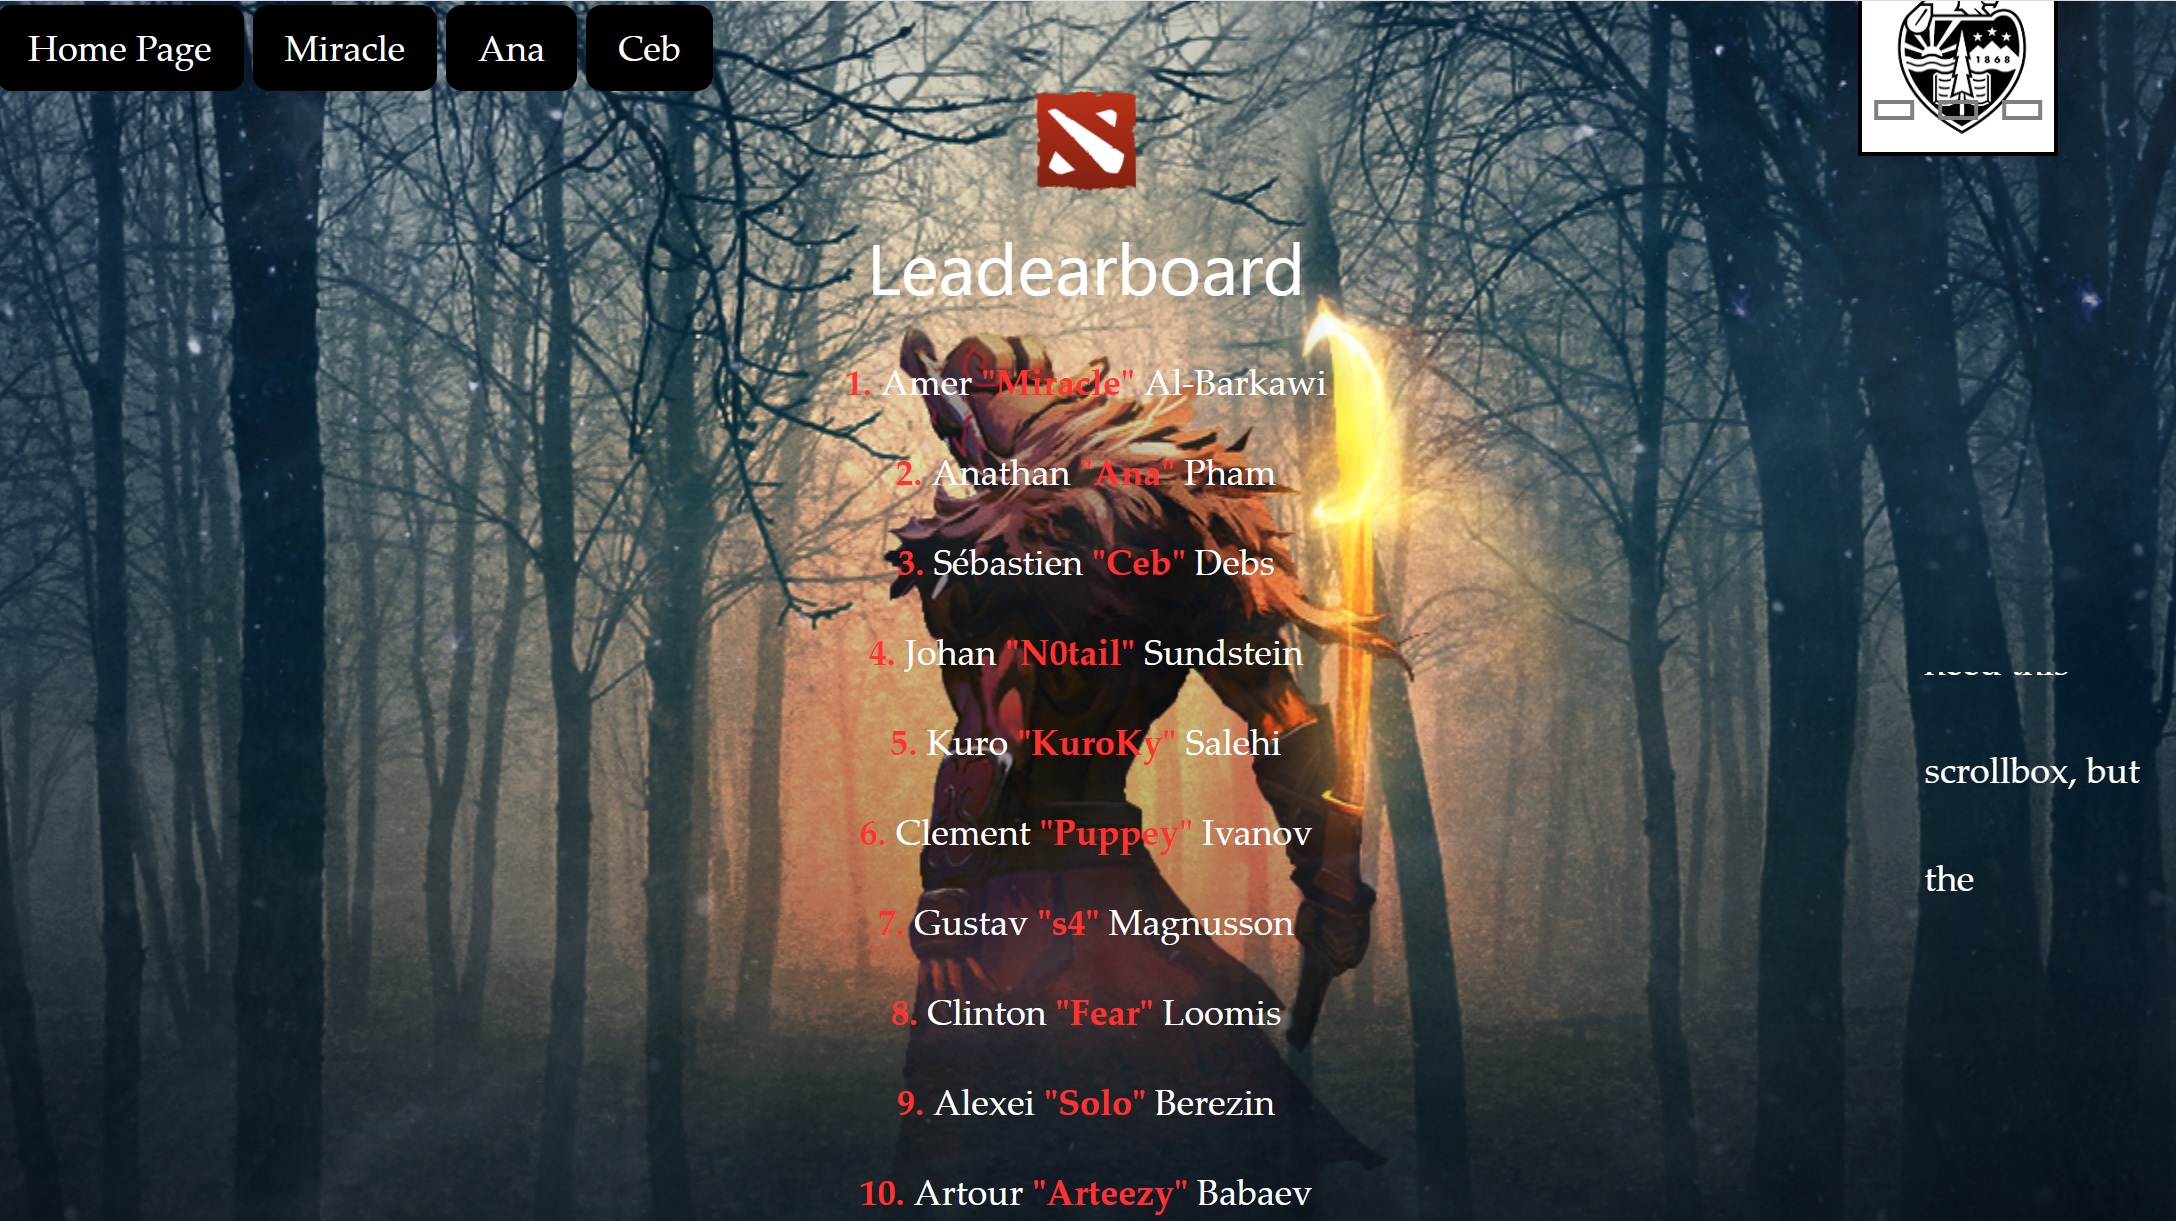 Home Page
Miracle
Ana
Ceb
1868
Leadearboard
1. Amer "Miracle" Al-Barkawi
2. Anathan "Ana" Pham
3. Sébastien "Ceb" Debs
4. Johan "N0tail" Sundstein
5. Kuro "KuroKy" Salehi
6. Clement "Puppey" Ivanov
7. Gustav "s4" Magnusson
8. Clinton "Fear" Loomis
9. Alexei "Solo" Berezin
10. Artour "Arteezy" Babaev
need this
scrollbox, but
the